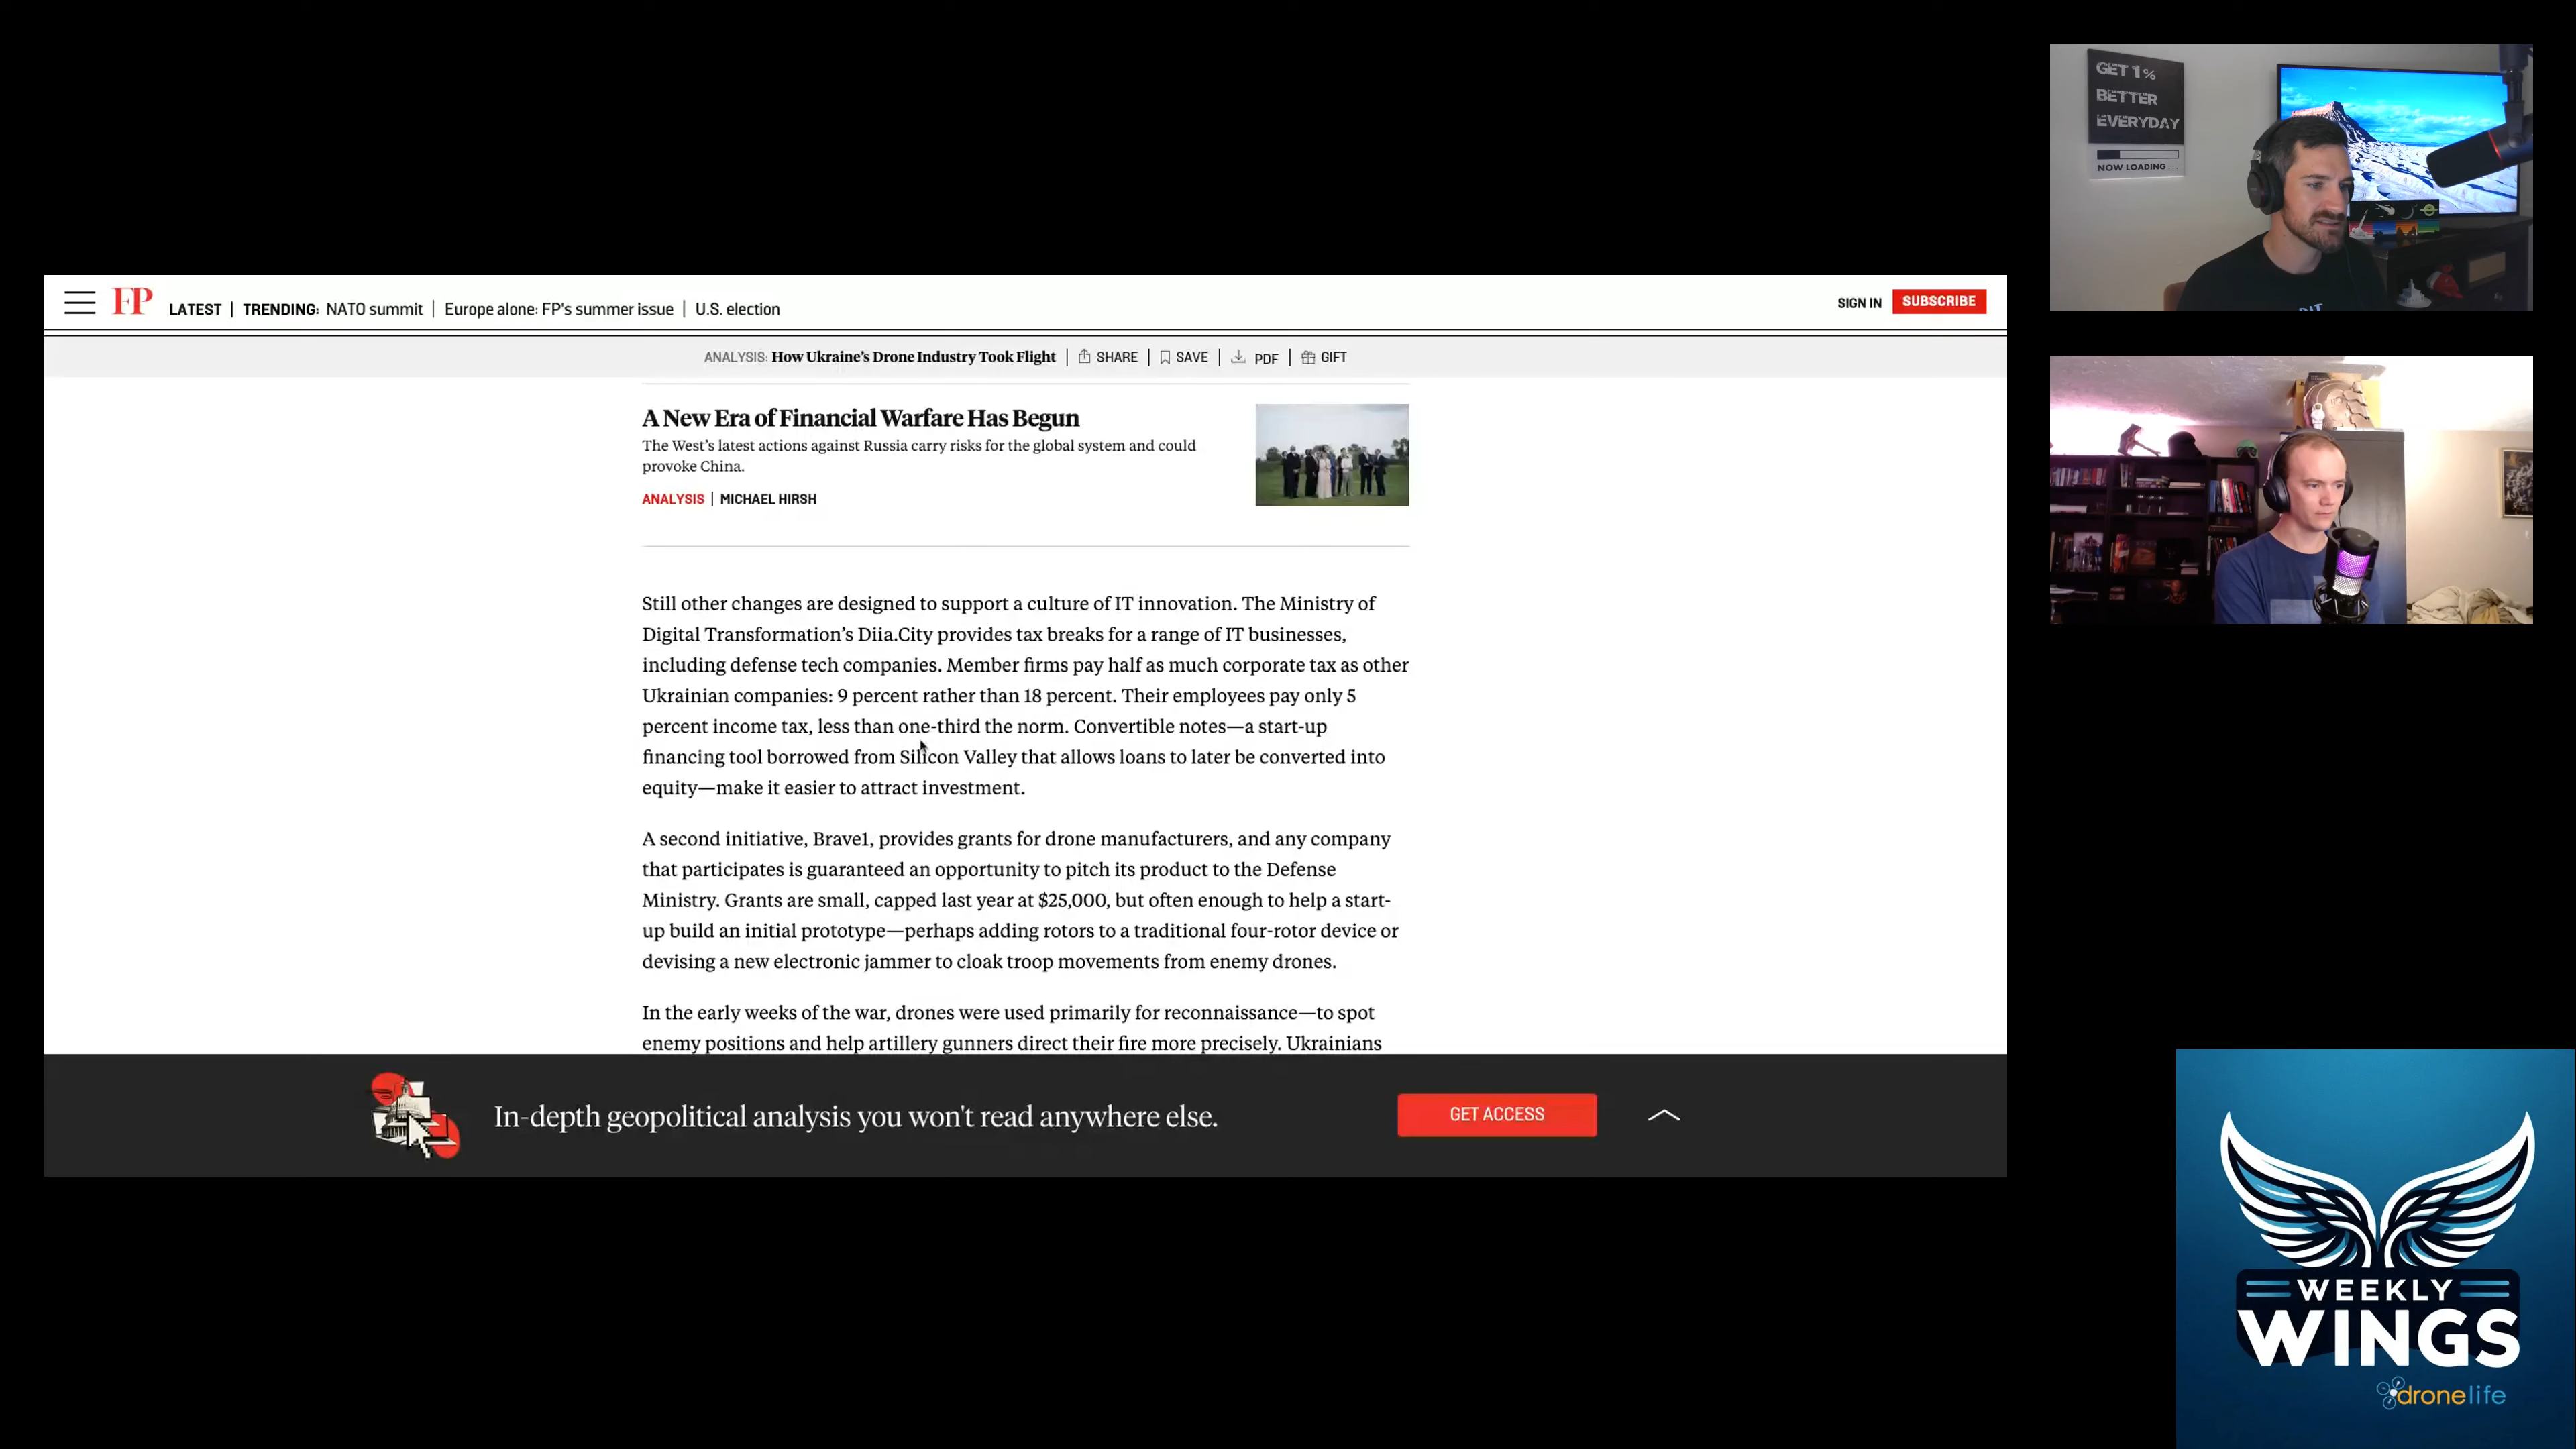 FP LATEST | TRENDING: NATO summit | Europe alone: FP's summer issue | U.S. election
SIGN IN SUBSCRIBE
ANALYSIS: How Ukraine's Drone Industry Took Flight | SHARE | SAVE | PDF | GIFT
A New Era of Financial Warfare Has Begun
The West's latest actions against Russia carry risks for the global system and could
provoke China.
ANALYSIS | MICHAEL HIRSH
Still other changes are designed to support a culture of IT innovation. The Ministry of
Digital Transformation's Diia.City provides tax breaks for a range of IT businesses,
including defense tech companies. Member firms pay half as much corporate tax as other
Ukrainian companies: 9 percent rather than 18 percent. Their employees pay only 5
percent income tax, less than one-third the norm. Convertible notes—a start-up
financing tool borrowed from Silicon Valley that allows loans to later be converted into
equity—make it easier to attract investment.
A second initiative, Brave1, provides grants for drone manufacturers, and any company
that participates is guaranteed an opportunity to pitch its product to the Defense
Ministry. Grants are small, capped last year at $25,000, but often enough to help a start-
up build an initial prototype—perhaps adding rotors to a traditional four-rotor device or
devising a new electronic jammer to cloak troop movements from enemy drones.
In the early weeks of the war, drones were used primarily for reconnaissance—to spot
enemy positions and help artillery gunners direct their fire more precisely. Ukrainians
In-depth geopolitical analysis you won't read anywhere else.
GET ACCESS
GET 1%
BETTER
EVERYDAY
NOW LOADING...
WEEKLY
WINGS
dronelife